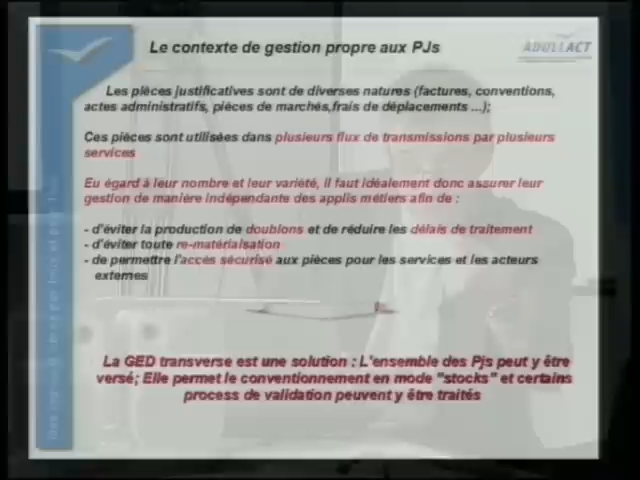 Le contexte de gestion propre aux PJs
ADULLACT
Les pièces justificatives sont de diverses natures (factures, conventions,
actes administratifs, pièces de marchés,frais de déplacements ...);
Ces pièces sont utilisées dans plusieurs flux de transmissions par plusieurs
services
Eu égard à leur nombre et leur variété, il faut idéalement donc assurer leur
gestion de manière indépendante des applis métiers afin de :
- d'éviter la production de doublons et de réduire les délais de traitement
- d'éviter toute re-matérialsation
- de permettre l'accès sécurisé aux pièces pour les services et les acteurs
externes
La GED transverse est une solution : L'ensemble des Pjs peut y être
versé; Elle permet le conventionnement en mode "stocks" et certains
process de validation peuvent y être traités